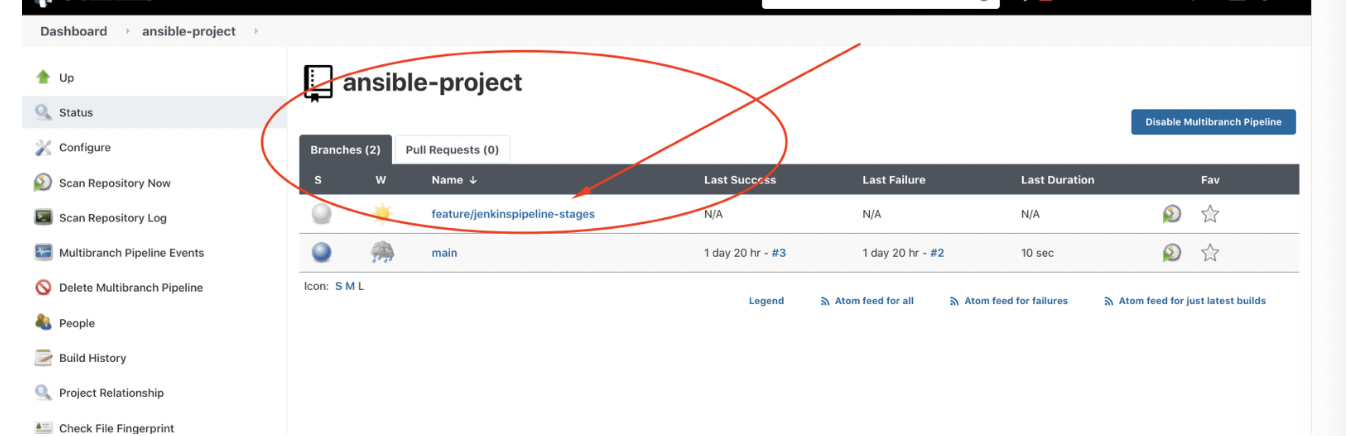 Dashboard ansible-project
Up
Status
Configure
Scan Repository Now
Scan Repository Log
Multibranch Pipeline Events
Delete Multibranch Pipeline
People
Build History
Project Relationship
Check File Fingerprint
ansible-project
Disable Multibranch Pipeline
Branches (2) Pull Requests (0)
S W Name ↓ Last Success Last Failure Last Duration Fav
feature/jenkinspipeline-stages N/A N/A N/A
main 1 day 20 hr - #3 1 day 20 hr - #2 10 sec
Icon: S M L
Legend Atom feed for all Atom feed for failures Atom feed for just latest builds